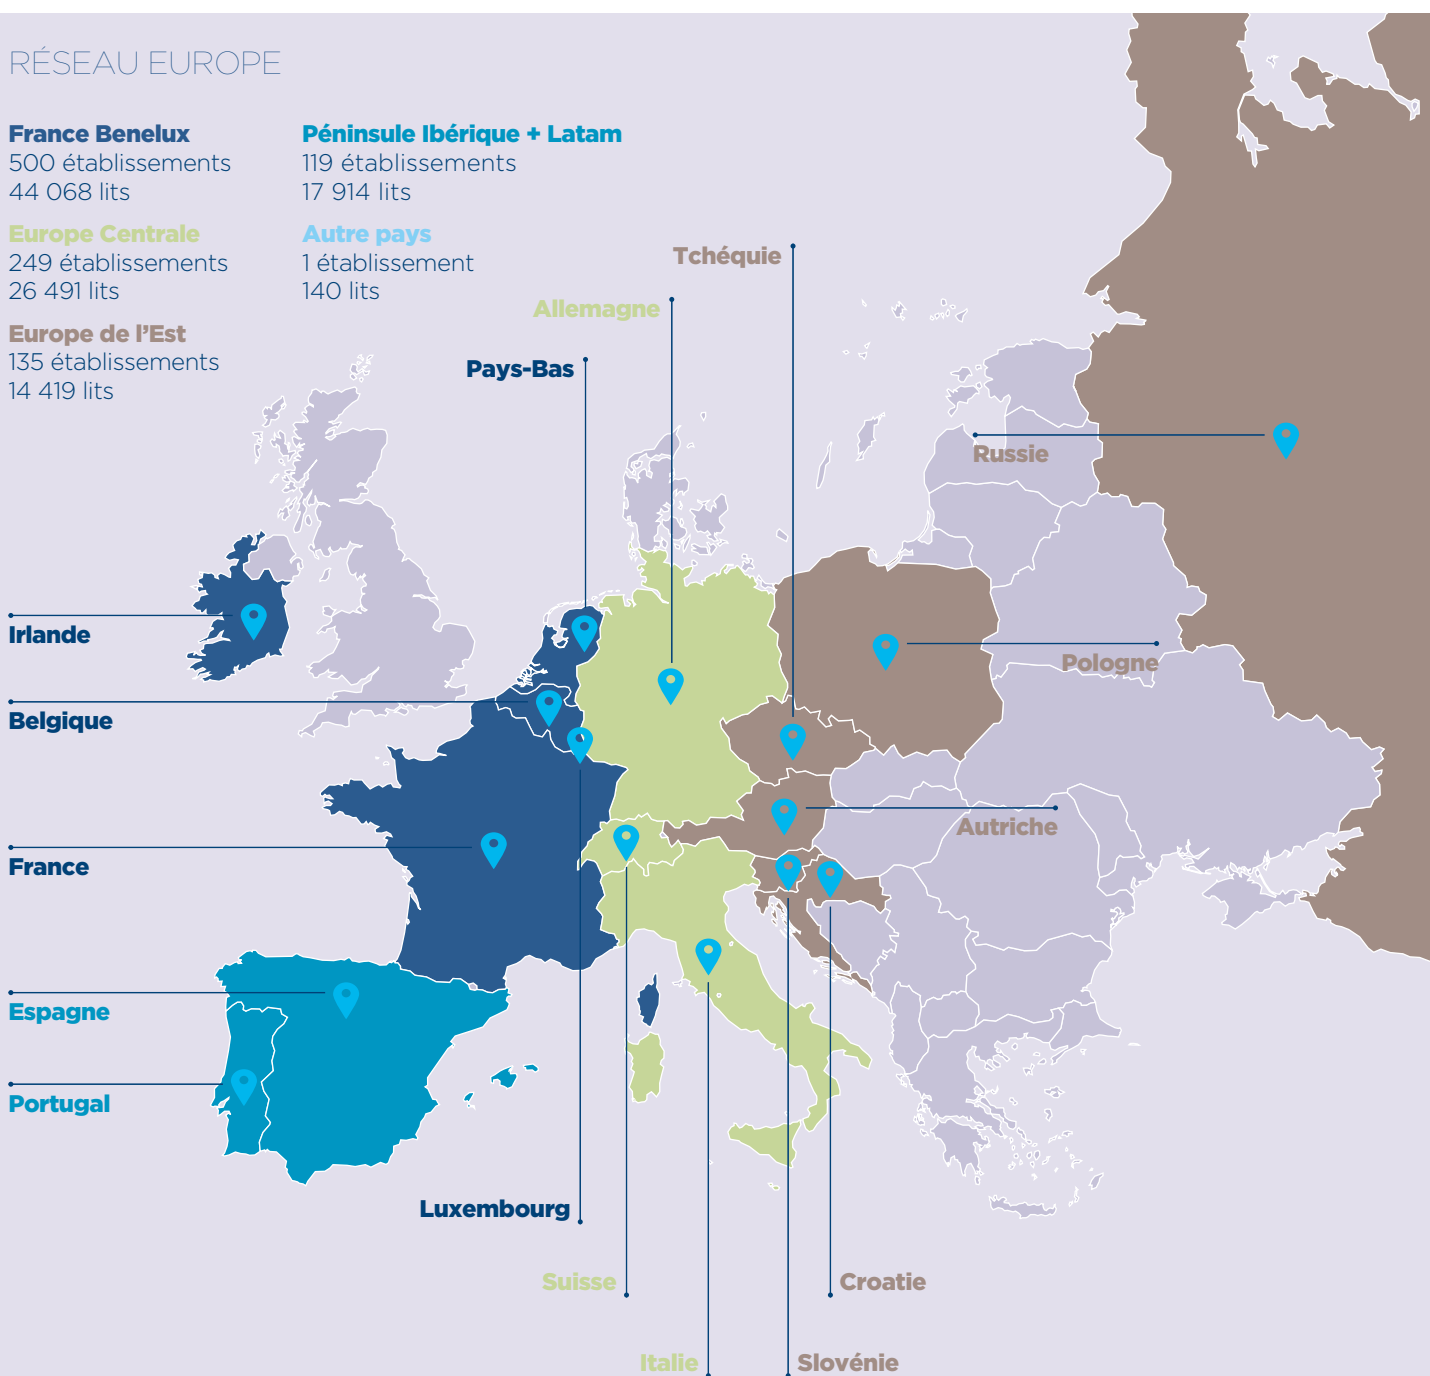 RÉSEAU EUROPE
France Benelux
500 établissements
44 068 lits
Péninsule Ibérique + Latam
119 établissements
17 914 lits
Europe Centrale
249 établissements
26 491 lits
Autre pays
1 établissement
140 lits
Europe de l'Est
135 établissements
14 419 lits
Tchéquie
Allemagne
Pays-Bas
Russie
Irlande
Pologne
Belgique
Autriche
France
Espagne
Portugal
Luxembourg
Suisse
Croatie
Italie
Slovénie